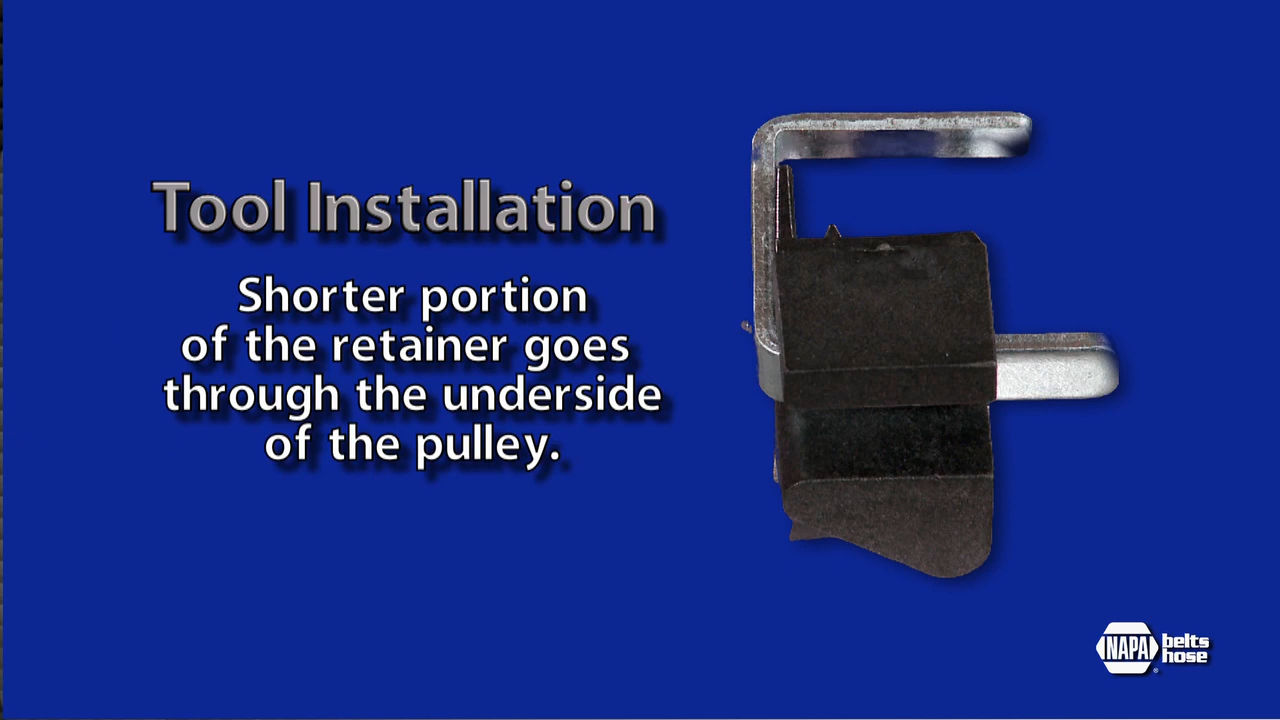 Tool Installation
Shorter portion
of the retainer goes
through the underside
of the pulley.
NAPA
belts
hose